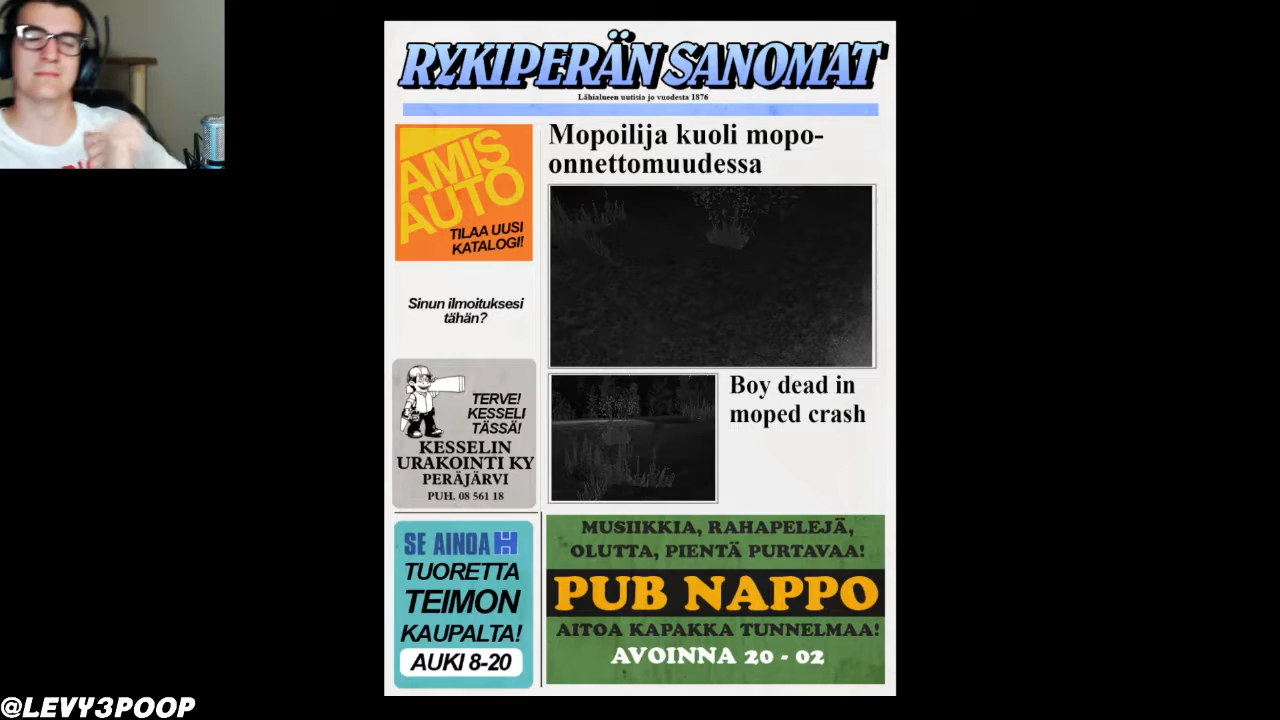 RYKIPERÄN SANOMAT
Lähialueen uutisia jo vuodesta 1876
AMIS
AUTO
TILAA UUSI
KATALOGI!
Mopoilija kuoli mopo-
onnettomuudessa
Sinun ilmoituksesi
tähän?
TERVE!
KESSELI
TÄSSÄ!
KESSELIN
URAKOINTI KY
PERÄJÄRVI
PUH. 08 561 18
Boy dead in
moped crash
SE AINOA H
TUORETTA
TEIMON
KAUPALTA!
AUKI 8-20
MUSIIKKIA, RAHAPELEJÄ,
OLUTTA, PIENTÄ PURTAVAA!
PUB NAPPO
AITOA KAPAKKA TUNNELMAA!
AVOINNA 20 - 02
@LEVY3POOP